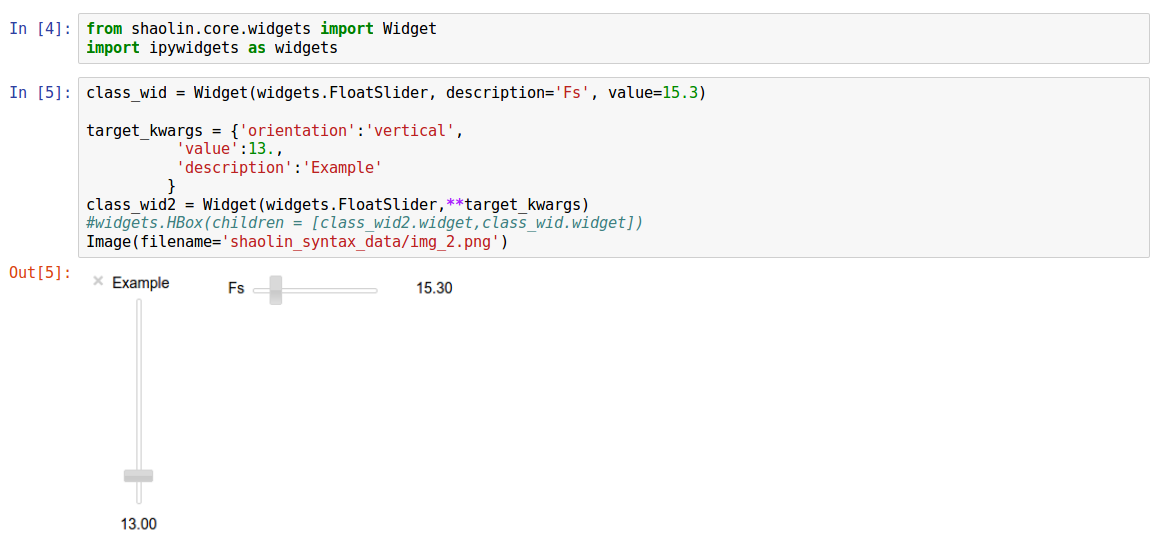 In [4]: from shaolin.core.widgets import Widget
import ipywidgets as widgets
In [5]: class_wid = Widget(widgets.FloatSlider, description='Fs', value=15.3)
target_kwargs = {'orientation':'vertical',
'value':13.,
'description':'Example'
}
class_wid2 = Widget(widgets.FloatSlider,**target_kwargs)
#widgets.HBox(children = [class_wid2.widget,class_wid.widget])
Image(filename='shaolin_syntax_data/img_2.png')
Out[5]:
× Example
Fs 15.30
13.00